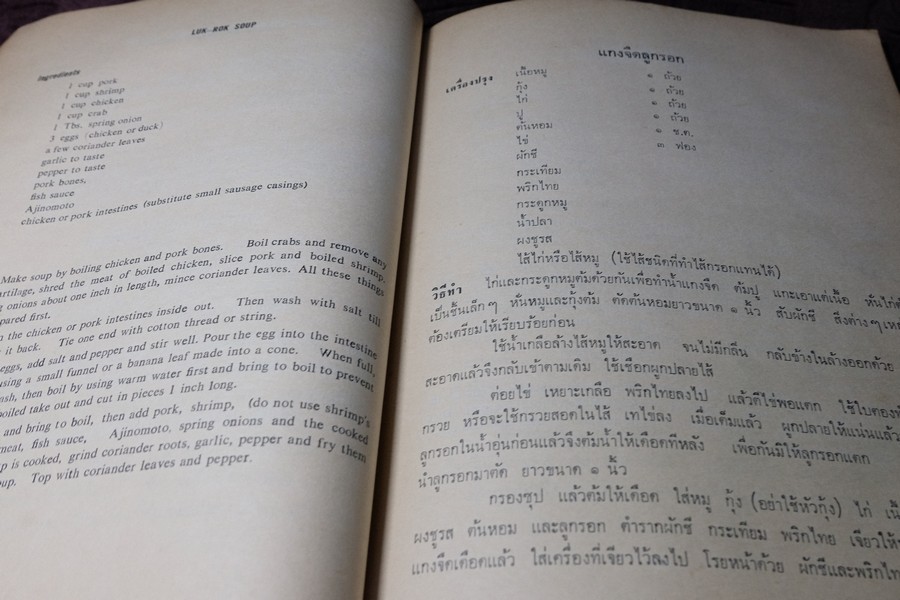 LUK-ROK SOUP
Ingredients
1 cup pork
1 cup shrimp
1 cup chicken
1 cup crab
1 Tbs. spring onion
3 eggs (chicken or duck)
a few coriander leaves
garlic to taste
pepper to taste
pork bones,
fish sauce
Ajinomoto
chicken or pork intestines (substitute small sausage casings)
Make soup by boiling chicken and pork bones. Boil crabs and remove any
artilage, shred the meat of boiled chicken, slice pork and boiled shrimp,
g onions about one inch in length, mince coriander leaves. All these things
pared first.
n the chicken or pork intestines inside out. Then wash with salt till
it back. Tie one end with cotton thread or string.
eggs, add salt and pepper and stir well. Pour the egg into the intestine
using a small funnel or a banana leaf made into a cone. When full,
ash, then boil by using warm water first and bring to boil to prevent
boiled take out and cut in pieces 1 inch long.
and bring to boil, then add pork, shrimp, (do not use shrimp's
meat, fish sauce, Ajinomoto, spring onions and the cooked
p is cooked, grind coriander roots, garlic, pepper and fry them
oup. Top with coriander leaves and pepper.
แกงจืดลูกรอก
เครื่องปรุง เนื้อหมู ๑ ถ้วย
กุ้ง ๑ ถ้วย
ไก่ ๑ ถ้วย
ปู ๑ ถ้วย
ต้นหอม ๑ ช.ต.
ไข่ ๓ ฟอง
ผักชี
กระเทียม
พริกไทย
กระดูกหมู
น้ำปลา
ผงชูรส
ไส้ไก่หรือไส้หมู (ใช้ไส้ชนิดที่ทำไส้กรอกแทนได้)
วิธีทำ ไก่และกระดูกหมูต้มด้วยกันเพื่อทำน้ำแกงจืด ต้มปู แกะเอาแต่เนื้อ หั่นไก่ต้
เป็นชิ้นเล็กๆ หั่นหมูและกุ้งต้ม ตัดต้นหอมยาวขนาด ๑ นิ้ว สับผักชี สิ่งต่างๆเหล
ต้องเตรียมให้เรียบร้อยก่อน
ใช้น้ำเกลือล้างไส้หมูให้สะอาด จนไม่มีกลิ่น กลับข้างในล้างออกด้วย
สะอาดแล้วจึงกลับเข้าตามเดิม ใช้เชือกผูกปลายไส้
ต่อยไข่ เหยาะเกลือ พริกไทยลงไป แล้วตีไข่พอแตก ใช้ใบตองท
กรวย หรือจะใช้กรวยสอดในไส้ เทไข่ลง เมื่อเต็มแล้ว ผูกปลายให้แน่นแล้ว
ลูกรอกในน้ำอุ่นก่อนแล้วจึงต้มน้ำให้เดือดทีหลัง เพื่อกันมิให้ลูกรอกแตก
นำลูกรอกมาตัด ยาวขนาด ๑ นิ้ว
กรองซุป แล้วต้มให้เดือด ใส่หมู กุ้ง (อย่าใช้หัวกุ้ง) ไก่ เนื้
ผงชูรส ต้นหอม และลูกรอก ตำรากผักชี กระเทียม พริกไทย เจียวให้ห
แกงจืดเดือดแล้ว ใส่เครื่องที่เจียวไว้ลงไป โรยหน้าด้วย ผักชีและพริกไท